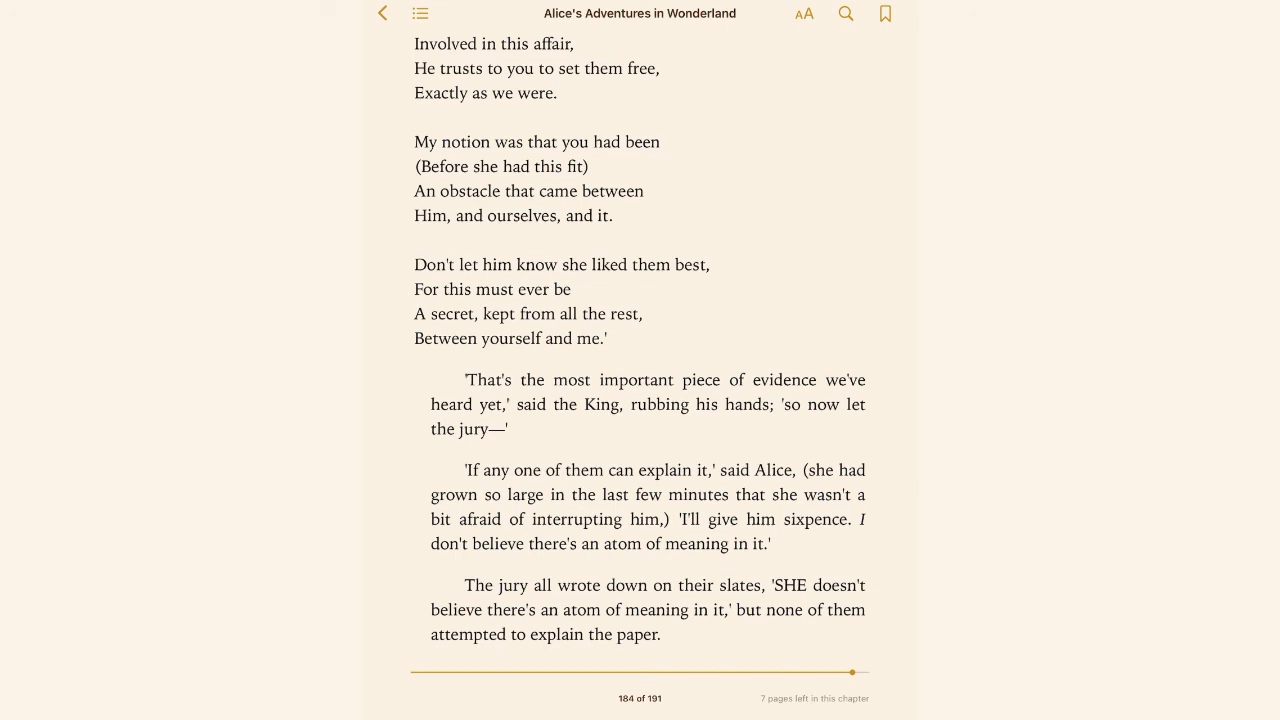 Alice's Adventures in Wonderland
AA
Involved in this affair,
He trusts to you to set them free,
Exactly as we were.
My notion was that you had been
(Before she had this fit)
An obstacle that came between
Him, and ourselves, and it.
Don't let him know she liked them best,
For this must ever be
A secret, kept from all the rest,
Between yourself and me.'
'That's the most important piece of evidence we've
heard yet,' said the King, rubbing his hands; 'so now let
the jury—'
'If any one of them can explain it,' said Alice, (she had
grown so large in the last few minutes that she wasn't a
bit afraid of interrupting him,) 'I'll give him sixpence. I
don't believe there's an atom of meaning in it.'
The jury all wrote down on their slates, 'SHE doesn't
believe there's an atom of meaning in it,' but none of them
attempted to explain the paper.
184 of 191
7 pages left in this chapter